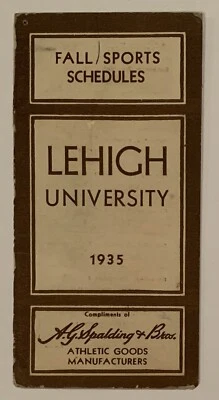 FALL SPORTS
SCHEDULES
LEHIGH
UNIVERSITY
1935
Compliments of
A.G. Spalding & Bros.
ATHLETIC GOODS
MANUFACTURERS